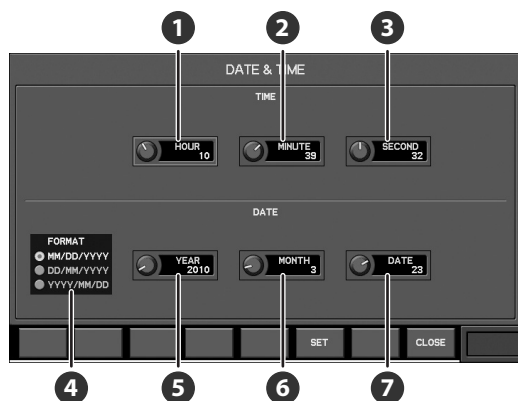 1 2 3
DATE & TIME
TIME
HOUR
10
MINUTE
39
SECOND
32
DATE
FORMAT
MM/DD/YYYY
DD/MM/YYYY
YYYY/MM/DD
YEAR
2010
MONTH
3
DATE
23
SET CLOSE
4 5 6 7